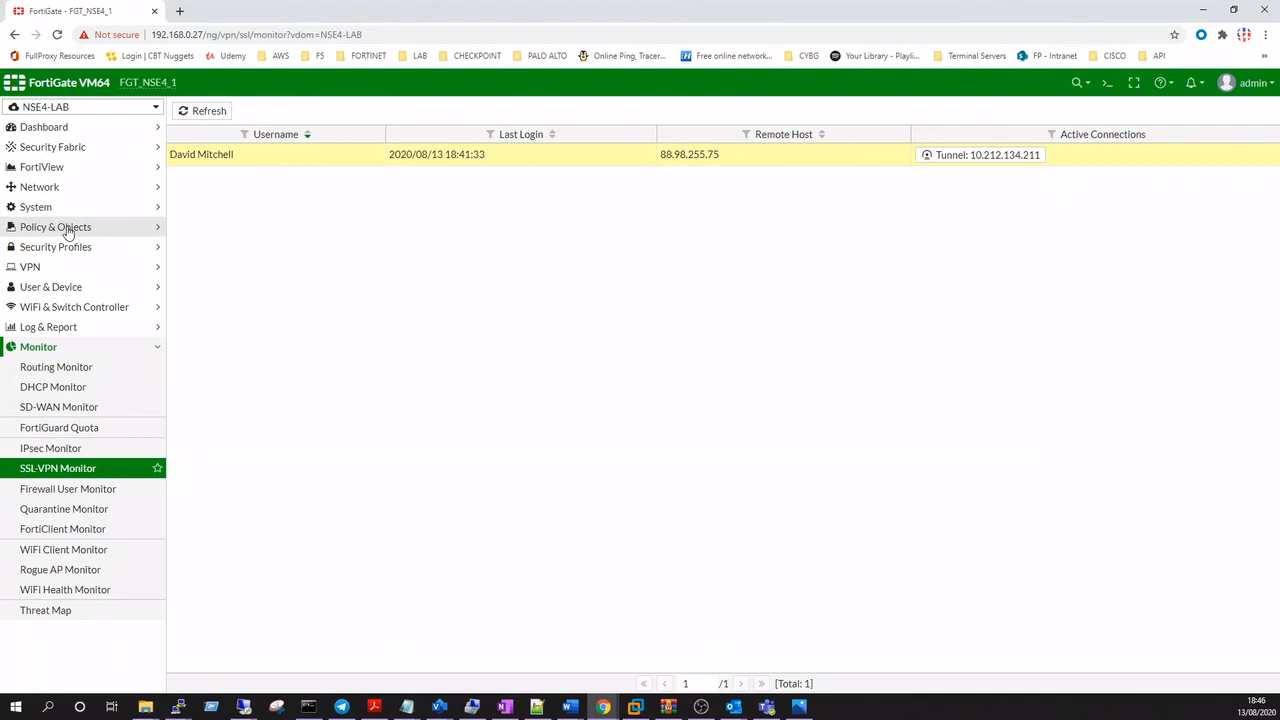 FortiGate - FGT_NSE4_1
Not secure 192.168.0.27/ng/vpn/ssl/monitor?vdom=NSE4-LAB
FullProxy Resources Login | CBT Nuggets Udemy AWS F5 FORTINET LAB CHECKPOINT PALO ALTO Online Ping, Tracer... Free online network... CYBG Your Library - Playli... Terminal Servers FP - Intranet CISCO API
FortiGate VM64 FGT_NSE4_1 admin
NSE4-LAB
Refresh
Dashboard
Security Fabric
FortiView
Network
System
Policy & Objects
Security Profiles
VPN
User & Device
WiFi & Switch Controller
Log & Report
Monitor
Routing Monitor
DHCP Monitor
SD-WAN Monitor
FortiGuard Quota
IPsec Monitor
SSL-VPN Monitor
Firewall User Monitor
Quarantine Monitor
FortiClient Monitor
WiFi Client Monitor
Rogue AP Monitor
WiFi Health Monitor
Threat Map
Username Last Login Remote Host Active Connections
David Mitchell 2020/08/13 18:41:33 88.98.255.75 Tunnel: 10.212.134.211
1 /1 [Total: 1]
18:46
13/08/2020